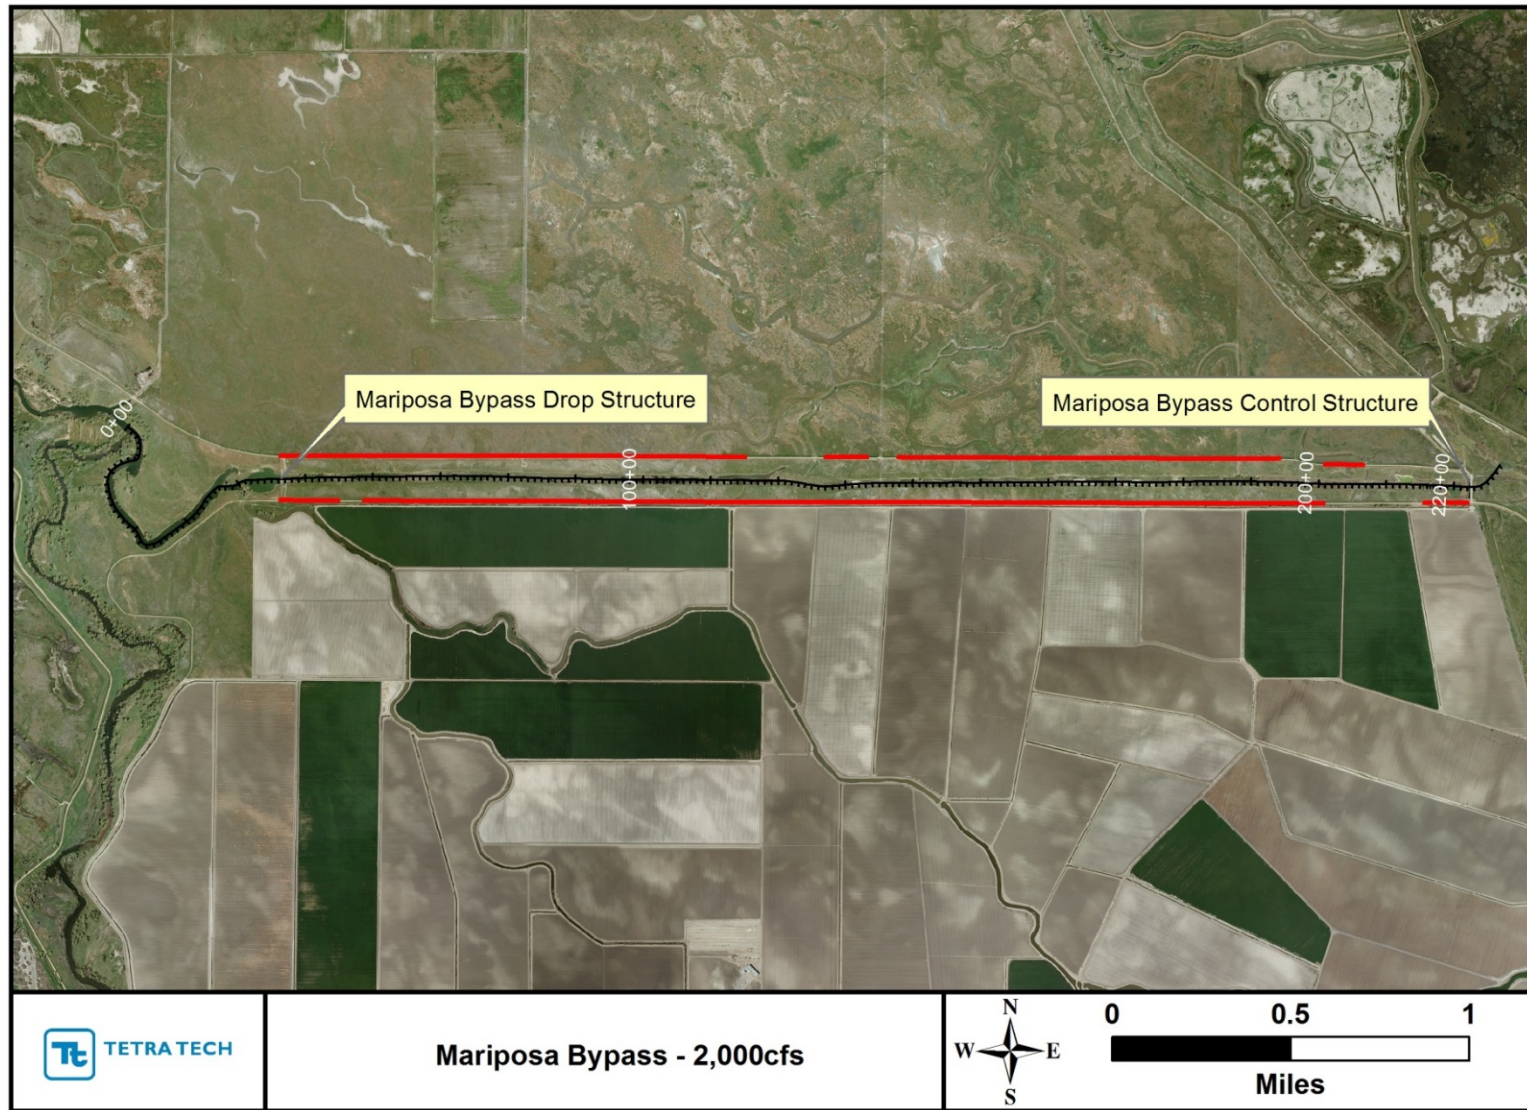 Mariposa Bypass Drop Structure
Mariposa Bypass Control Structure
0+00
100+00
200+00
220+00
Tt TETRA TECH
Mariposa Bypass - 2,000cfs
N
W E
S
0 0.5 1
Miles